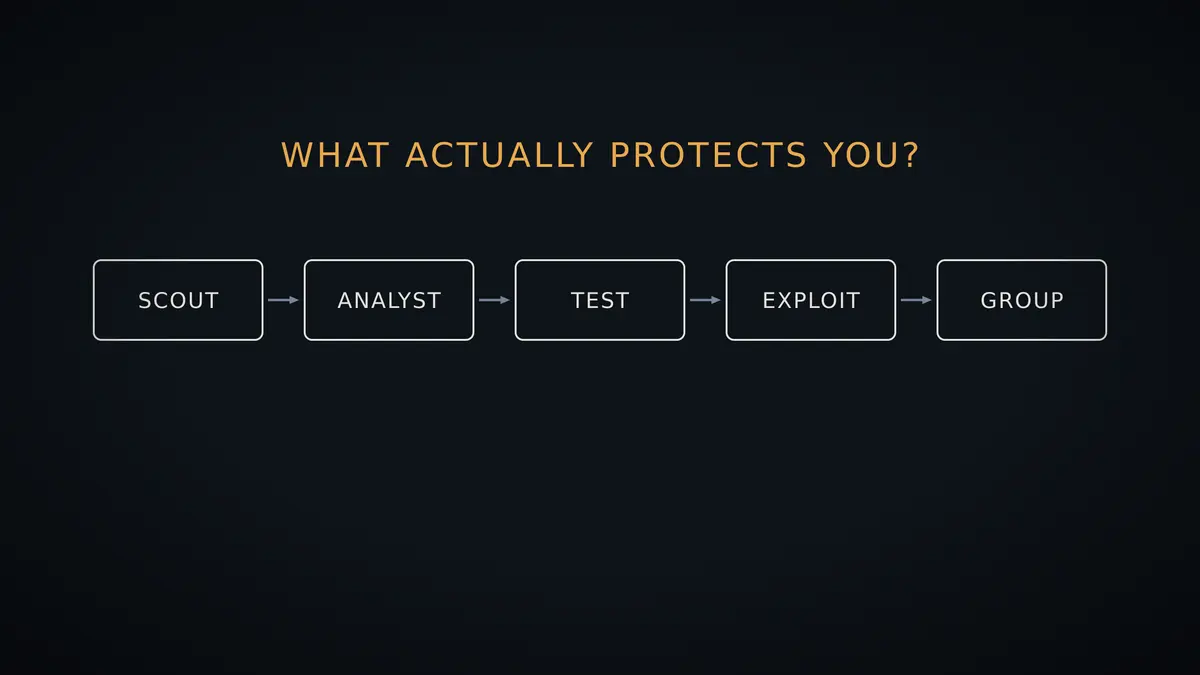 WHAT ACTUALLY PROTECTS YOU?
SCOUT
ANALYST
TEST
EXPLOIT
GROUP